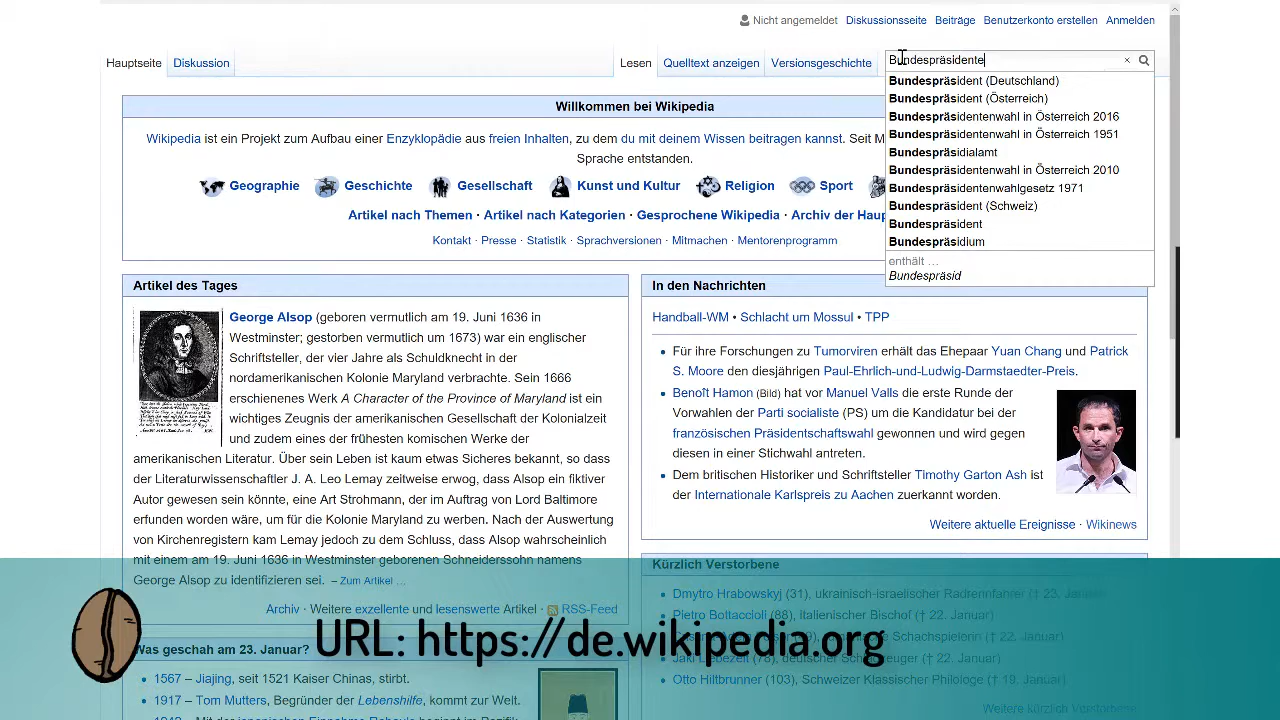 Nicht angemeldet Diskussionsseite Beiträge Benutzerkonto erstellen Anmelden
Hauptseite Diskussion Lesen Quelltext anzeigen Versionsgeschichte Bundespräsidente ×
Bundespräsident (Deutschland)
Bundespräsident (Österreich)
Bundespräsidentenwahl in Österreich 2016
Bundespräsidentenwahl in Österreich 1951
Bundespräsidialamt
Bundespräsidentenwahl in Österreich 2010
Bundespräsidentenwahlgesetz 1971
Bundespräsident (Schweiz)
Bundespräsident
Bundespräsidium
enthält ...
Bundespräsid
Willkommen bei Wikipedia
Wikipedia ist ein Projekt zum Aufbau einer Enzyklopädie aus freien Inhalten, zu dem du mit deinem Wissen beitragen kannst. Seit M
Sprache entstanden.
Geographie Geschichte Gesellschaft Kunst und Kultur Religion Sport
Artikel nach Themen · Artikel nach Kategorien · Gesprochene Wikipedia · Archiv der Haup
Kontakt · Presse · Statistik · Sprachversionen · Mitmachen · Mentorenprogramm
Artikel des Tages
George Alsop (geboren vermutlich am 19. Juni 1636 in
Westminster; gestorben vermutlich um 1673) war ein englischer
Schriftsteller, der vier Jahre als Schuldknecht in der
nordamerikanischen Kolonie Maryland verbrachte. Sein 1666
erschienenes Werk A Character of the Province of Maryland ist ein
wichtiges Zeugnis der amerikanischen Gesellschaft der Kolonialzeit
und zudem eines der frühesten komischen Werke der
amerikanischen Literatur. Über sein Leben ist kaum etwas Sicheres bekannt, so dass
der Literaturwissenschaftler J. A. Leo Lemay zeitweise erwog, dass Alsop ein fiktiver
Autor gewesen sein könnte, eine Art Strohmann, der im Auftrag von Lord Baltimore
erfunden worden wäre, um für die Kolonie Maryland zu werben. Nach der Auswertung
von Kirchenregistern kam Lemay jedoch zu dem Schluss, dass Alsop wahrscheinlich
mit einem am 19. Juni 1636 in Westminster geborenen Schneiderssohn namens
George Alsop zu identifizieren sei. – Zum Artikel ...
Archiv · Weitere exzellente und lesenswerte Artikel · RSS-Feed
In den Nachrichten
Handball-WM • Schlacht um Mossul • TPP
Für ihre Forschungen zu Tumorviren erhält das Ehepaar Yuan Chang und Patrick
S. Moore den diesjährigen Paul-Ehrlich-und-Ludwig-Darmstaedter-Preis.
Benoît Hamon (Bild) hat vor Manuel Valls die erste Runde der
Vorwahlen der Parti socialiste (PS) um die Kandidatur bei der
französischen Präsidentschaftswahl gewonnen und wird gegen
diesen in einer Stichwahl antreten.
Dem britischen Historiker und Schriftsteller Timothy Garton Ash ist
der Internationale Karlspreis zu Aachen zuerkannt worden.
Weitere aktuelle Ereignisse · Wikinews
Kürzlich Verstorbene
Dmytro Hrabowskyj (31), ukrainisch-israelischer Radrennfahrer († 23. Januar)
Pietro Bottaccioli (88), italienischer Bischof († 22. Januar)
Schachspielerin († 22. Januar)
Jaki Liebezeit (78), deutscher Schlagzeuger († 22. Januar)
Otto Hiltbrunner (103), Schweizer Klassischer Philologe († 19. Januar)
Weitere kürzlich Verstorbene
Was geschah am 23. Januar?
1567 – Jiajing, seit 1521 Kaiser Chinas, stirbt.
1917 – Tom Mutters, Begründer der Lebenshilfe, kommt zur Welt.
URL: https://de.wikipedia.org